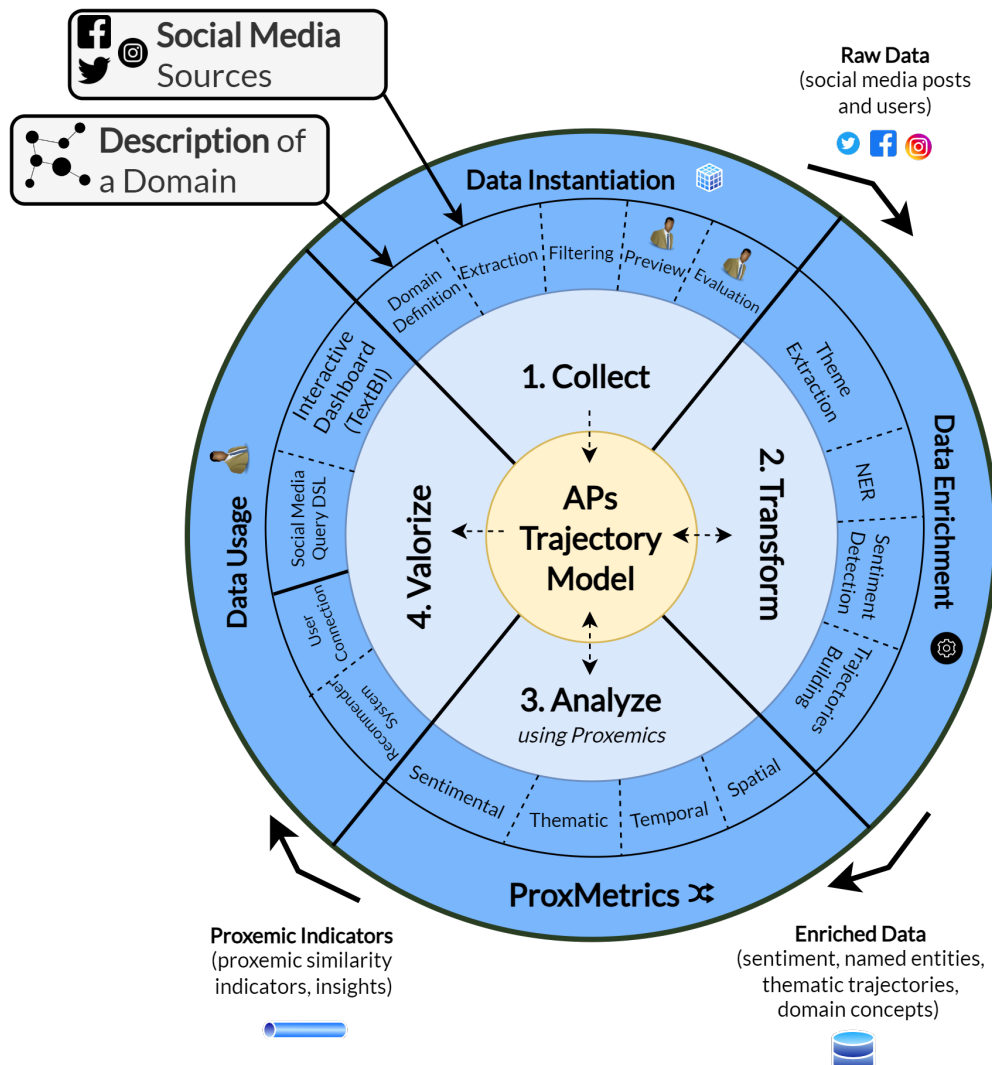 Social Media
Sources
Description of
a Domain
Raw Data
(social media posts
and users)
Data Instantiation
Domain
Definition
Extraction
Filtering
Preview
Evaluation
1. Collect
Theme
Extraction
NER
Sentiment
Detection
Trajectories
Building
2. Transform
Data Enrichment
APs
Trajectory
Model
3. Analyze
using Proxemics
Spatial
Temporal
Thematic
Sentimental
ProxMetrics
4. Valorize
Interactive
Dashboard
(TextBI)
Social Media
Query DSL
User
Connection
Recommender
System
Data Usage
Proxemic Indicators
(proxemic similarity
indicators, insights)
Enriched Data
(sentiment, named entities,
thematic trajectories,
domain concepts)